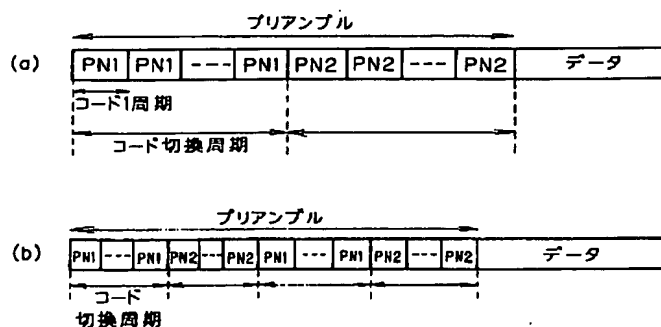 プリアンブル
(a) PN1 PN1 --- PN1 PN2 PN2 --- PN2 データ
コード1周期
コード切換周期
プリアンブル
(b) PN1 --- PN1 PN2 --- PN2 PN1 --- PN1 PN2 --- PN2 データ
コード
切換周期